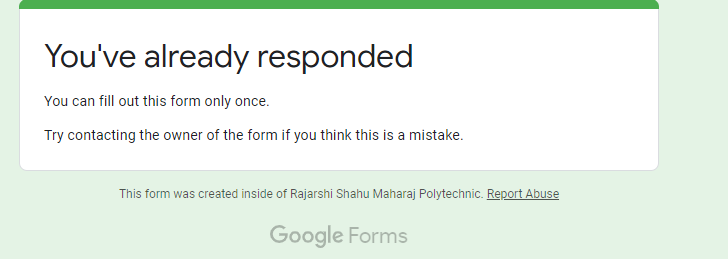 You've already responded
You can fill out this form only once.
Try contacting the owner of the form if you think this is a mistake.
This form was created inside of Rajarshi Shahu Maharaj Polytechnic. Report Abuse
Google Forms